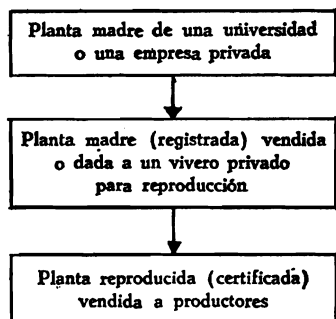 Planta madre de una universidad
o una empresa privada
Planta madre (registrada) vendida
o dada a un vivero privado
para reproducción
Planta reproducida (certificada)
vendida a productores